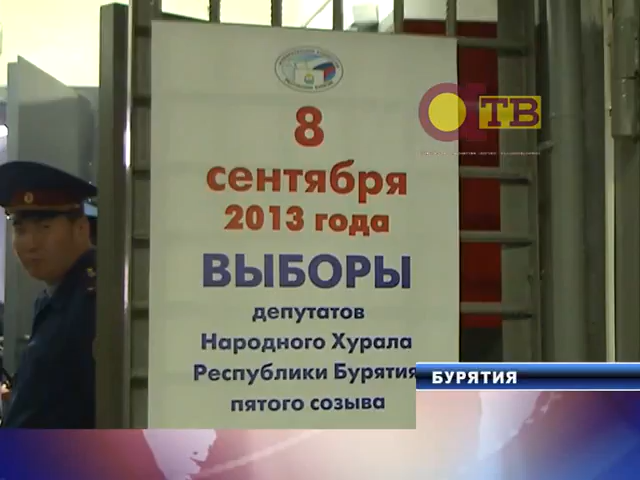 8
сентября
2013 года
ВЫБОРЫ
депутатов
Народного Хурала
Республики Бурятия
пятого созыва
ТВ
БУРЯТИЯ